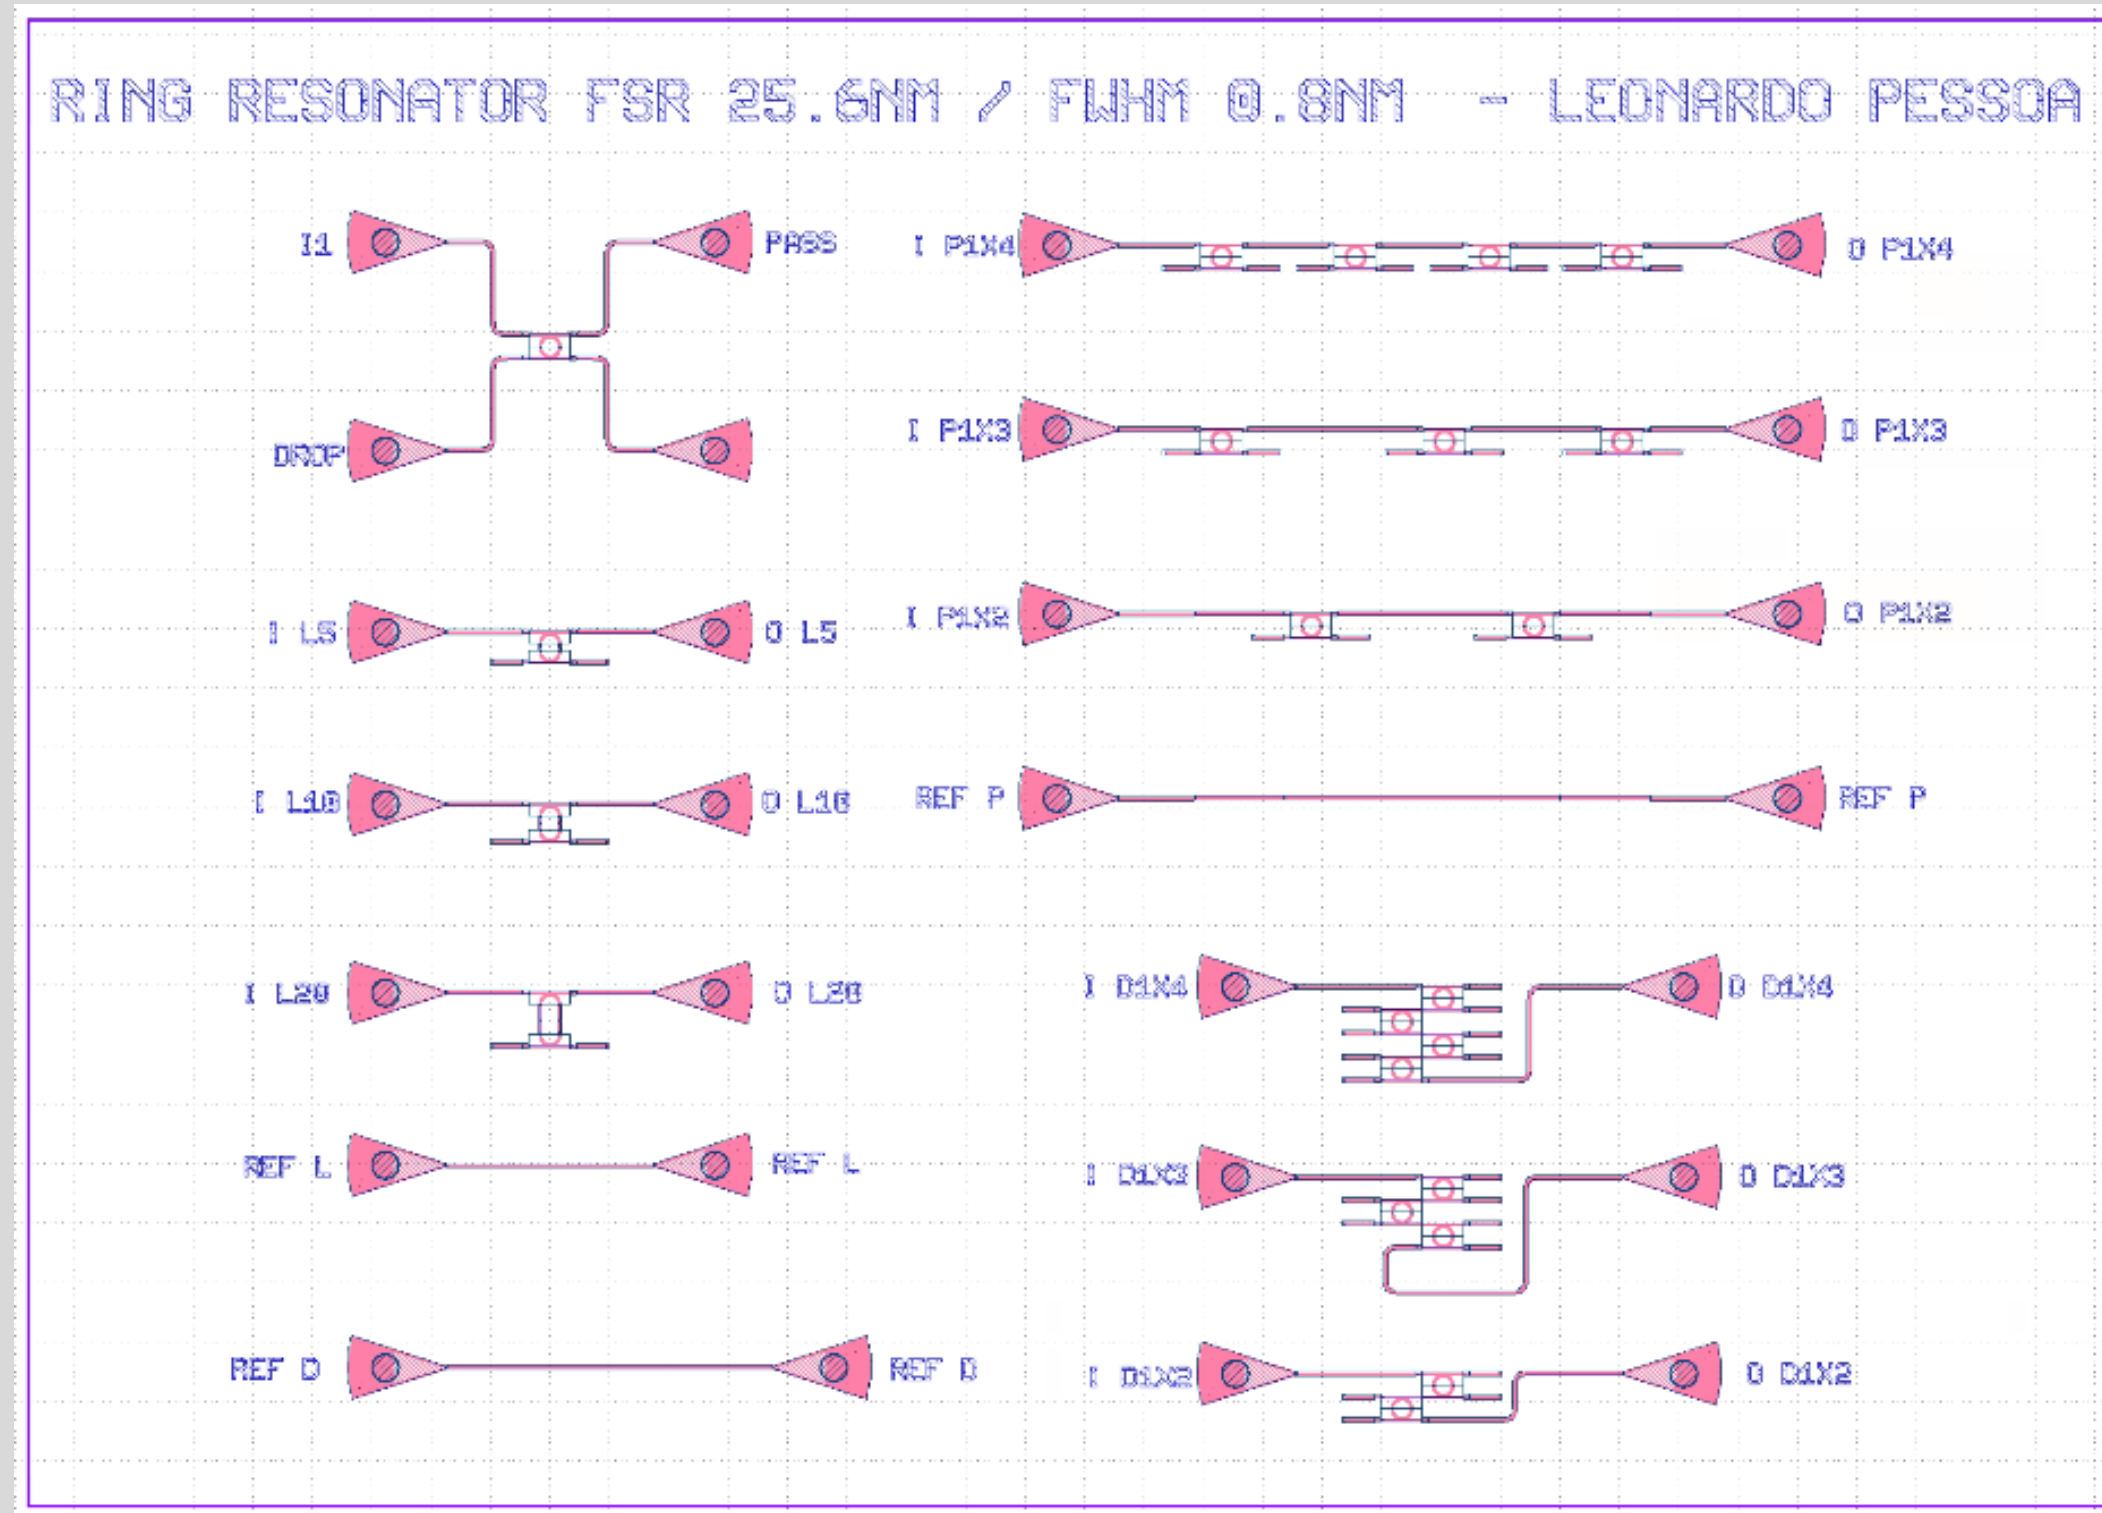 RING RESONATOR FSR 25.6NM / FWHM 0.8NM - LEONARDO PESSOA
I1 PASS
DROP
I L5 O L5
I L10 O L10
I L20 O L20
REF L REF L
REF D REF D
I P1X4 O P1X4
I P1X3 O P1X3
I P1X2 O P1X2
REF P REF P
I D1X4 O D1X4
I D1X3 O D1X3
I D1X2 O D1X2